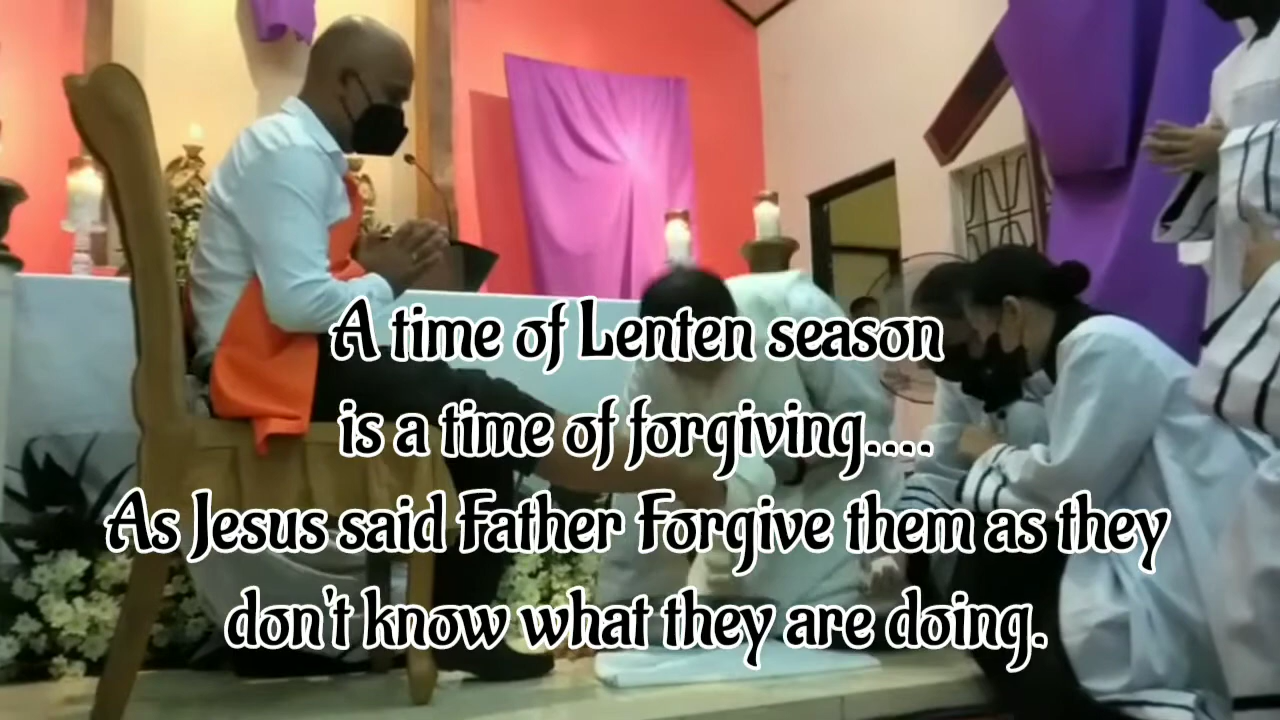 A time of Lenten season
is a time of forgiving....
As Jesus said Father Forgive them as they
don't know what they are doing.